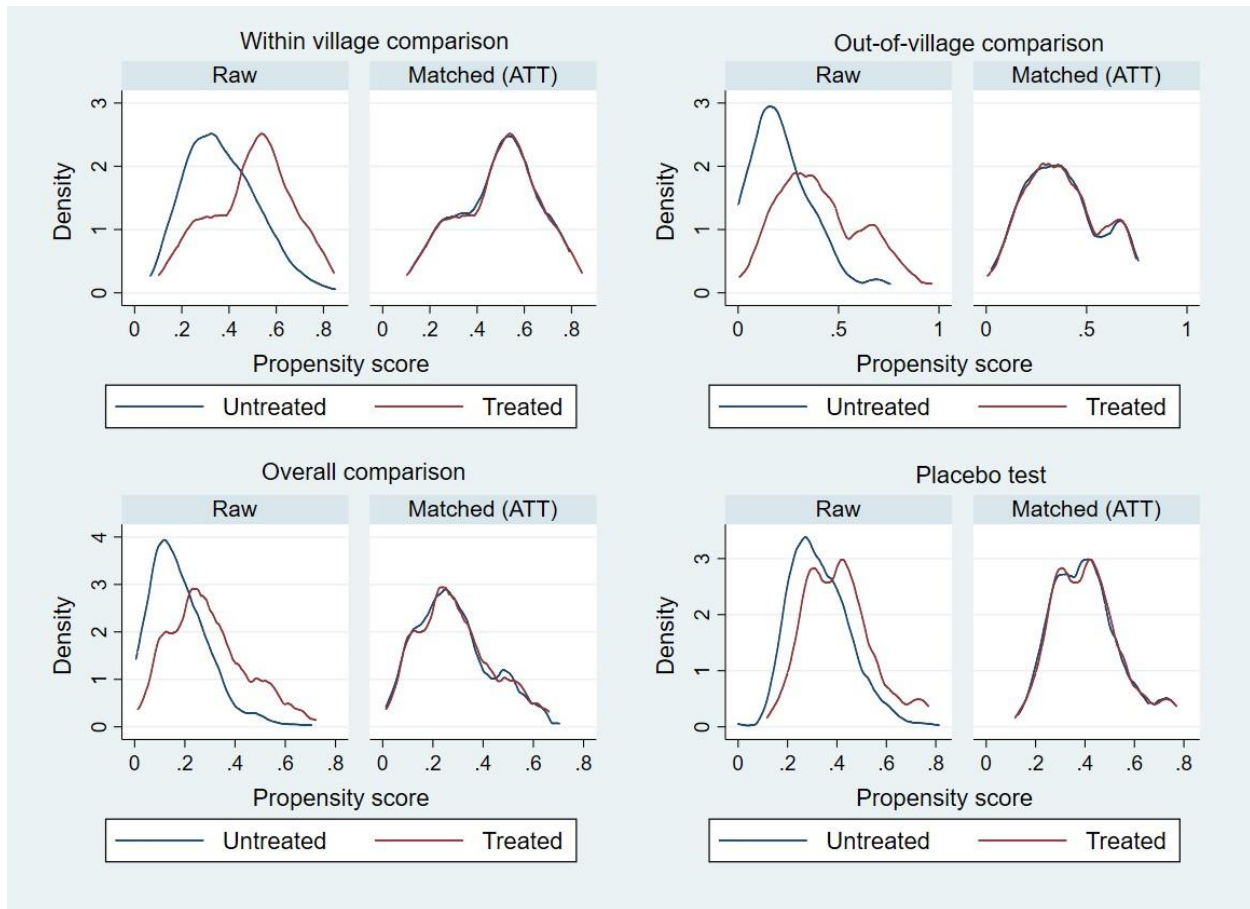 Within village comparison
Raw Matched (ATT)
3
2
1
0
Density
0 .2 .4 .6 .8 0 .2 .4 .6 .8
Propensity score
Untreated Treated
Out-of-village comparison
Raw Matched (ATT)
3
2
1
0
Density
0 .5 1 0 .5 1
Propensity score
Untreated Treated
Overall comparison
Raw Matched (ATT)
4
3
2
1
0
Density
0 .2 .4 .6 .8 0 .2 .4 .6 .8
Propensity score
Untreated Treated
Placebo test
Raw Matched (ATT)
3
2
1
0
Density
0 .2 .4 .6 .8 0 .2 .4 .6 .8
Propensity score
Untreated Treated